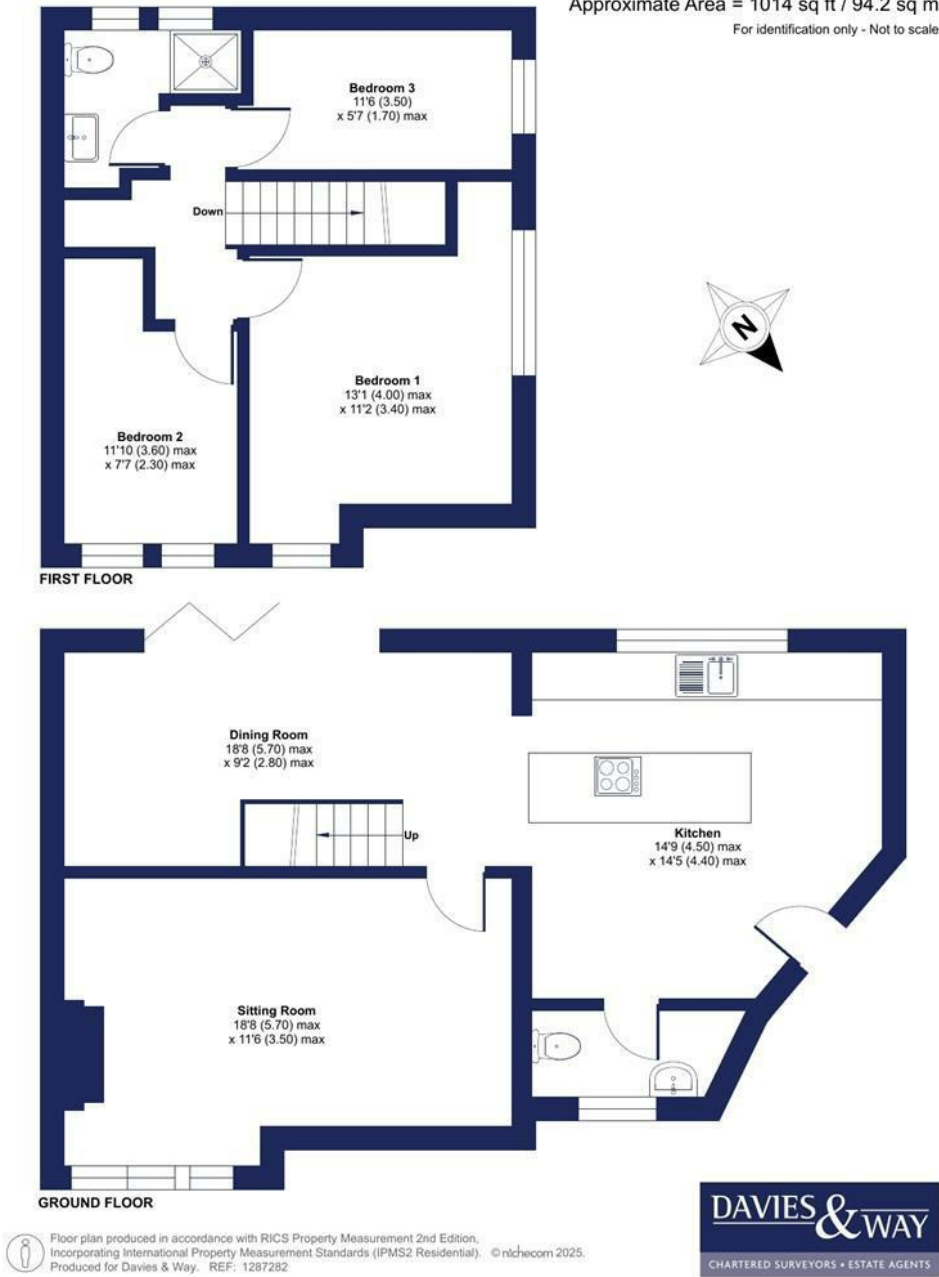 Approximate Area = 1014 sq ft / 94.2 sq m
For identification only - Not to scale
Bedroom 3
11'6 (3.50)
x 5'7 (1.70) max
Down
Bedroom 1
13'1 (4.00) max
x 11'2 (3.40) max
Bedroom 2
11'10 (3.60) max
x 7'7 (2.30) max
N
FIRST FLOOR
Dining Room
18'8 (5.70) max
x 9'2 (2.80) max
Up
Kitchen
14'9 (4.50) max
x 14'5 (4.40) max
Sitting Room
18'8 (5.70) max
x 11'6 (3.50) max
GROUND FLOOR
Floor plan produced in accordance with RICS Property Measurement 2nd Edition,
Incorporating International Property Measurement Standards (IPMS2 Residential). © nichecom 2025.
Produced for Davies & Way. REF: 1287282
DAVIES & WAY
CHARTERED SURVEYORS • ESTATE AGENTS